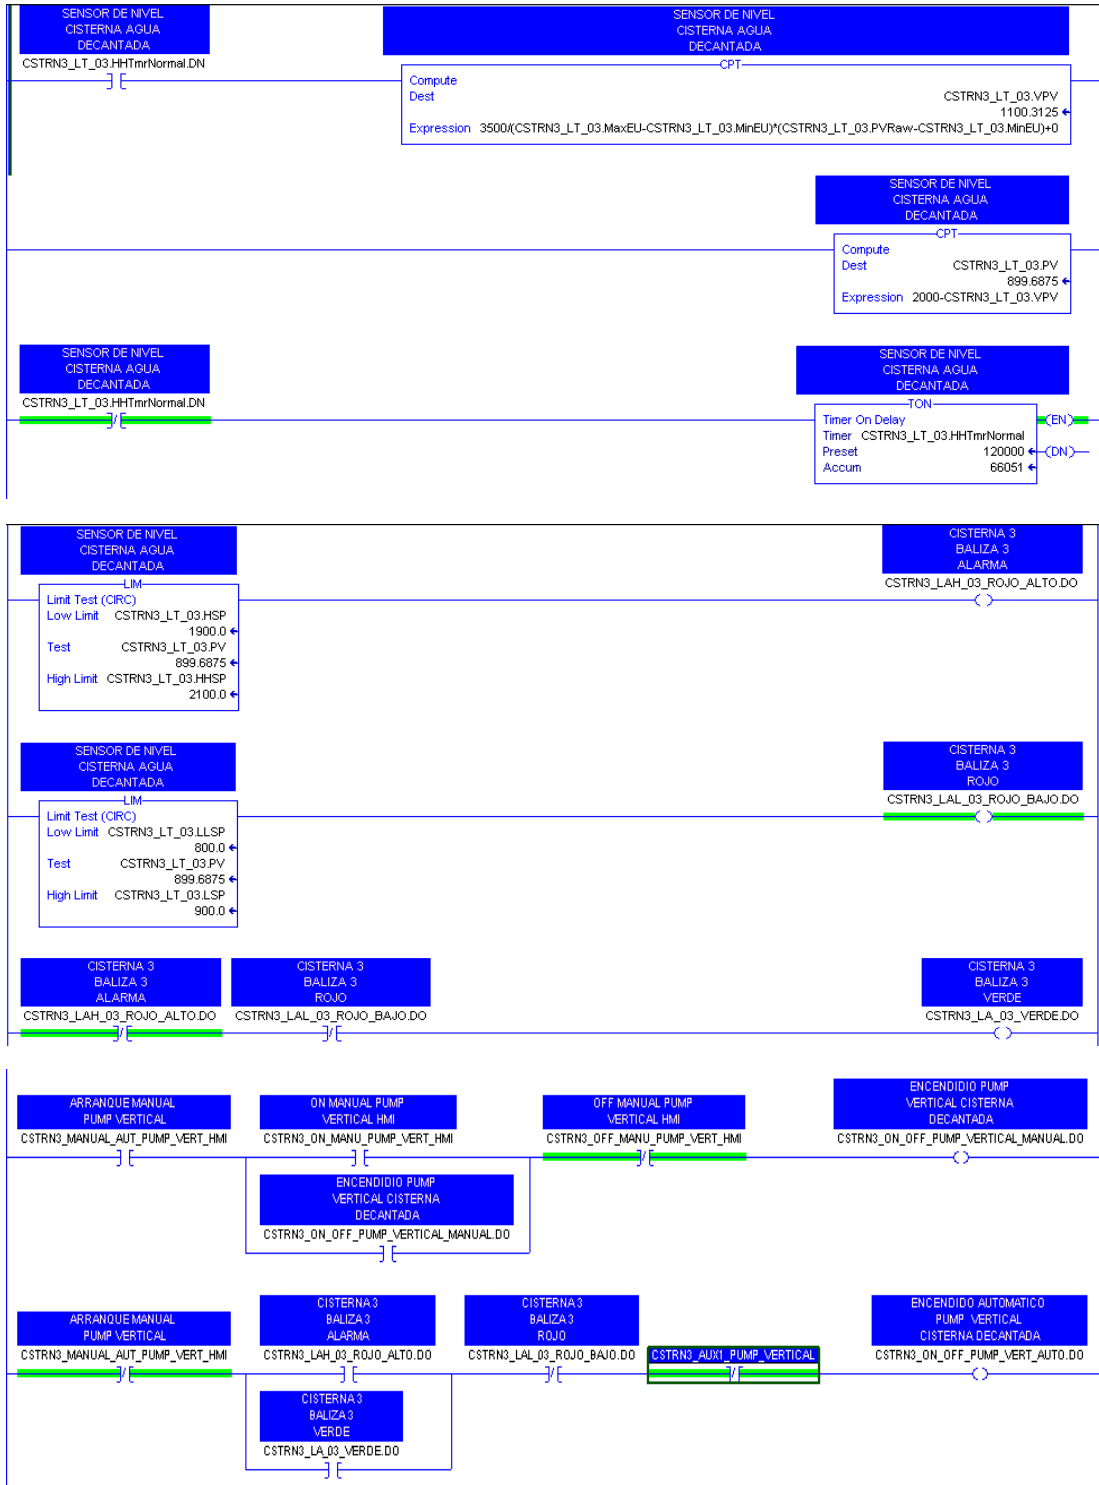 SENSOR DE NIVEL
CISTERNA AGUA
DECANTADA
CSTRN3_LT_03.HHTmrNormal.DN
SENSOR DE NIVEL
CISTERNA AGUA
DECANTADA
CPT
Compute
Dest CSTRN3_LT_03.VPV
1100.3125
Expression 3500/(CSTRN3_LT_03.MaxEU-CSTRN3_LT_03.MinEU)*(CSTRN3_LT_03.PVRaw-CSTRN3_LT_03.MinEU)+0
SENSOR DE NIVEL
CISTERNA AGUA
DECANTADA
CPT
Compute
Dest CSTRN3_LT_03.PV
899.6875
Expression 2000-CSTRN3_LT_03.VPV
SENSOR DE NIVEL
CISTERNA AGUA
DECANTADA
CSTRN3_LT_03.HHTmrNormal.DN
SENSOR DE NIVEL
CISTERNA AGUA
DECANTADA
TON
Timer On Delay
Timer CSTRN3_LT_03.HHTmrNormal
Preset 120000
Accum 66051
EN
DN
SENSOR DE NIVEL
CISTERNA AGUA
DECANTADA
LIM
Limit Test (CIRC)
Low Limit CSTRN3_LT_03.HSP
1900.0
Test CSTRN3_LT_03.PV
899.6875
High Limit CSTRN3_LT_03.HHSP
2100.0
CISTERNA 3
BALIZA 3
ALARMA
CSTRN3_LAH_03_ROJO_ALTO.DO
SENSOR DE NIVEL
CISTERNA AGUA
DECANTADA
LIM
Limit Test (CIRC)
Low Limit CSTRN3_LT_03.LLSP
800.0
Test CSTRN3_LT_03.PV
899.6875
High Limit CSTRN3_LT_03.LSP
900.0
CISTERNA 3
BALIZA 3
ROJO
CSTRN3_LAL_03_ROJO_BAJO.DO
CISTERNA 3
BALIZA 3
ALARMA
CSTRN3_LAH_03_ROJO_ALTO.DO
CISTERNA 3
BALIZA 3
ROJO
CSTRN3_LAL_03_ROJO_BAJO.DO
CISTERNA 3
BALIZA 3
VERDE
CSTRN3_LA_03_VERDE.DO
ARRANQUE MANUAL
PUMP VERTICAL
CSTRN3_MANUAL_AUT_PUMP_VERT_HMI
ON MANUAL PUMP
VERTICAL HMI
CSTRN3_ON_MANU_PUMP_VERT_HMI
OFF MANUAL PUMP
VERTICAL HMI
CSTRN3_OFF_MANU_PUMP_VERT_HMI
ENCENDIDIO PUMP
VERTICAL CISTERNA
DECANTADA
CSTRN3_ON_OFF_PUMP_VERTICAL_MANUAL.DO
ENCENDIDIO PUMP
VERTICAL CISTERNA
DECANTADA
CSTRN3_ON_OFF_PUMP_VERTICAL_MANUAL.DO
ARRANQUE MANUAL
PUMP VERTICAL
CSTRN3_MANUAL_AUT_PUMP_VERT_HMI
CISTERNA 3
BALIZA 3
ALARMA
CSTRN3_LAH_03_ROJO_ALTO.DO
CISTERNA 3
BALIZA 3
ROJO
CSTRN3_LAL_03_ROJO_BAJO.DO
CSTRN3_AUX1_PUMP_VERTICAL
ENCENDIDO AUTOMATICO
PUMP VERTICAL
CISTERNA DECANTADA
CSTRN3_ON_OFF_PUMP_VERT_AUTO.DO
CISTERNA 3
BALIZA 3
VERDE
CSTRN3_LA_03_VERDE.DO